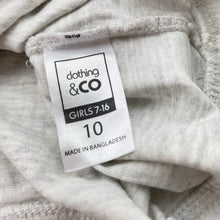 clothing
&CO
GIRLS 7-16
10
MADE IN BANGLADESH